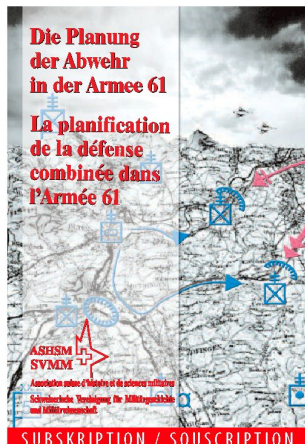 Die Planung
der Abwehr
in der Armee 61
La planification
de la défense
combinée dans
l'Armée 61
ASHSM
SVMM
Association suisse d'histoire et de sciences militaires
Schweizerische Vereinigung für Militärgeschichte
und Militärwissenschaft
SUBSKRIPTION / SOUSCRIPTION